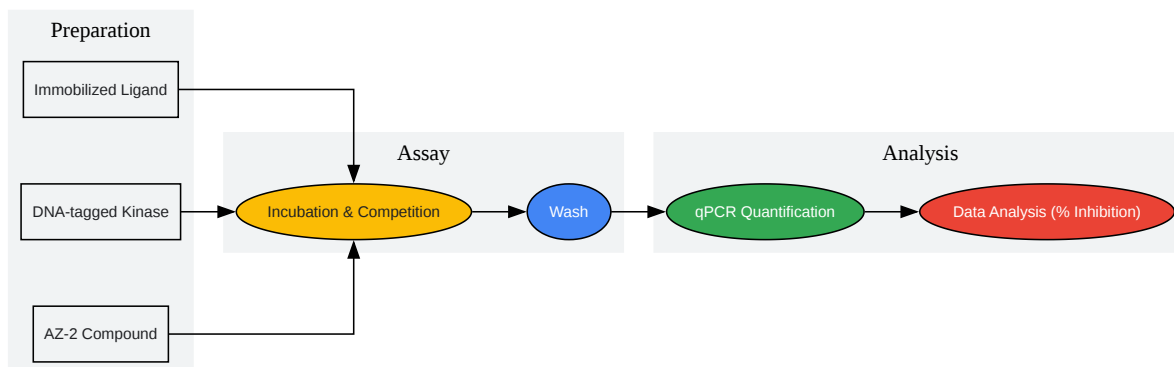 Preparation
Immobilized Ligand
DNA-tagged Kinase
AZ-2 Compound
Assay
Incubation & Competition
Wash
Analysis
qPCR Quantification
Data Analysis (% Inhibition)